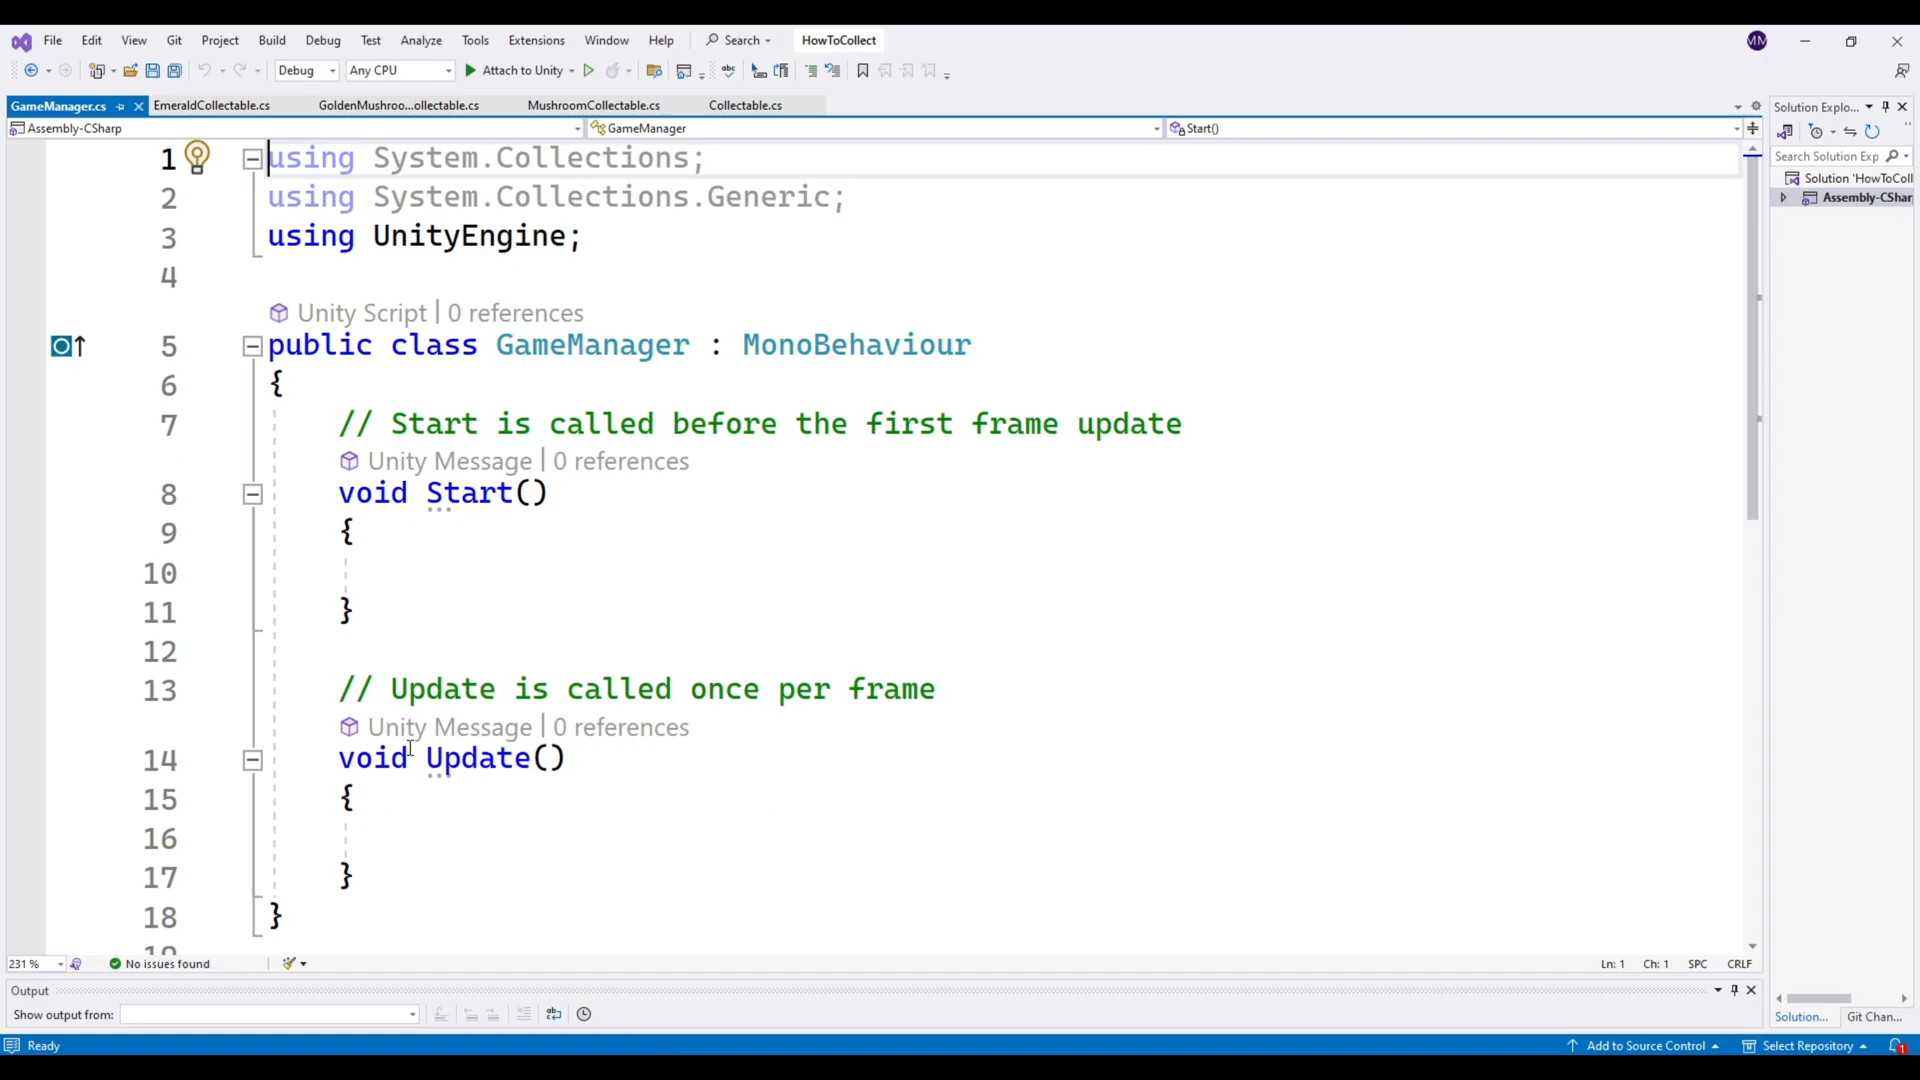 File Edit View Git Project Build Debug Test Analyze Tools Extensions Window Help Search HowToCollect MM
Debug Any CPU Attach to Unity
GameManager.cs EmeraldCollectable.cs GoldenMushroo...ollectable.cs MushroomCollectable.cs Collectable.cs
Assembly-CSharp GameManager Start()
1 using System.Collections;
2 using System.Collections.Generic;
3 using UnityEngine;
4
Unity Script | 0 references
5 public class GameManager : MonoBehaviour
6 {
7 // Start is called before the first frame update
Unity Message | 0 references
8 void Start()
9 {
10
11 }
12
13 // Update is called once per frame
Unity Message | 0 references
14 void Update()
15 {
16
17 }
18 }
19
231 % No issues found Ln: 1 Ch: 1 SPC CRLF
Output
Show output from:
Ready Add to Source Control Select Repository 1
Solution Explo...
Search Solution Exp
Solution 'HowToColl
Assembly-CShar
Solution... Git Chan...